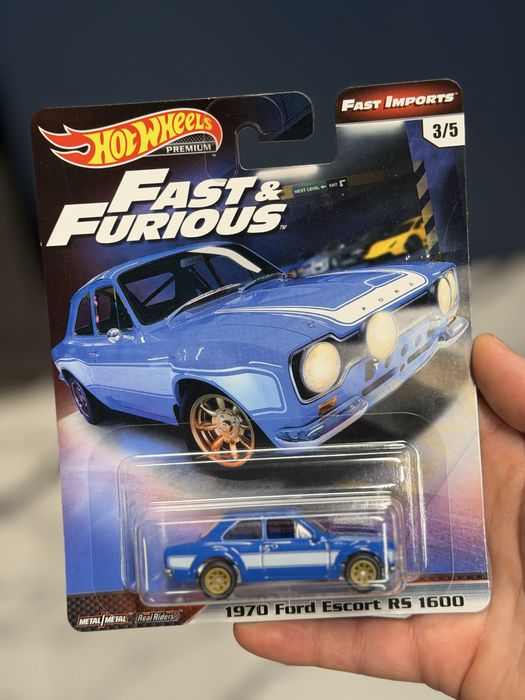 HOT WHEELS
PREMIUM
FAST IMPORTS
3/5
FAST &
FURIOUS
NEXT LEVEL ← EXIT
FORD
METAL/METAL
Real Riders
1970 Ford Escort RS 1600